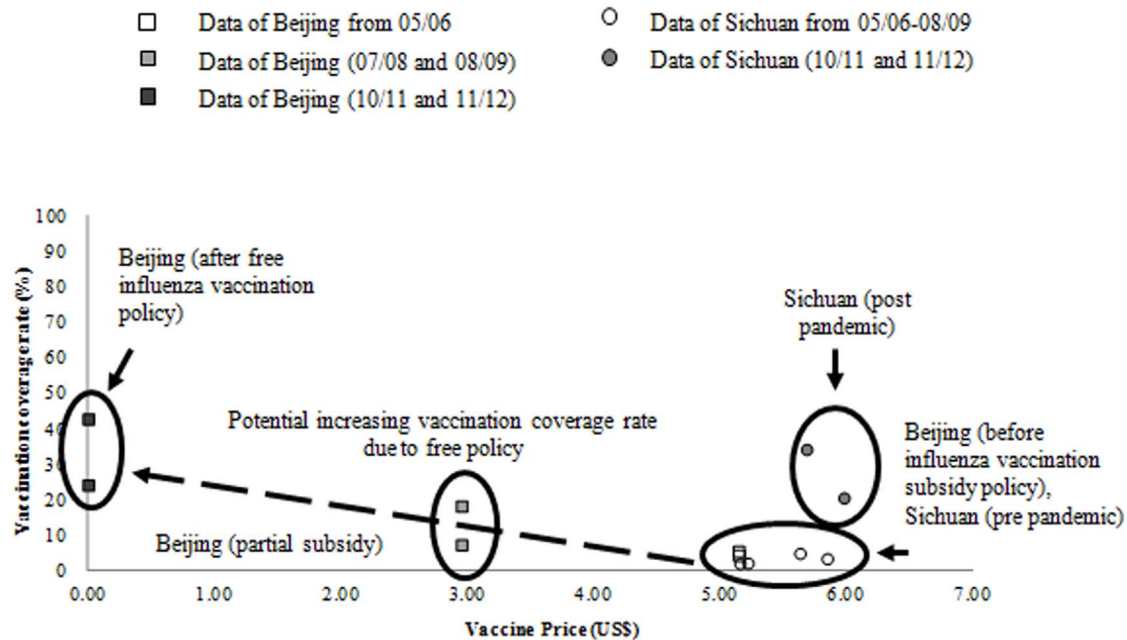 Data of Beijing from 05/06
Data of Sichuan from 05/06-08/09
Data of Beijing (07/08 and 08/09)
Data of Sichuan (10/11 and 11/12)
Data of Beijing (10/11 and 11/12)
100
90
80
70
60
50
40
30
20
10
0
Vaccination coverage rate (%)
Beijing (after free
influenza vaccination
policy)
Sichuan (post
pandemic)
Potential increasing vaccination coverage rate
due to free policy
Beijing (before
influenza vaccination
subsidy policy),
Sichuan (pre pandemic)
Beijing (partial subsidy)
0.00
1.00
2.00
3.00
4.00
5.00
6.00
7.00
Vaccine Price (US$)